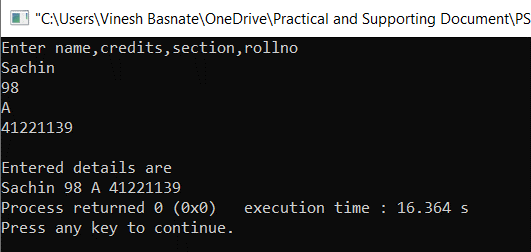 "C:\Users\Vinesh Basnate\OneDrive\Practical and Supporting Document\PS
Enter name,credits,section,rollno
Sachin
98
A
41221139
Entered details are
Sachin 98 A 41221139
Process returned 0 (0x0)   execution time : 16.364 s
Press any key to continue.